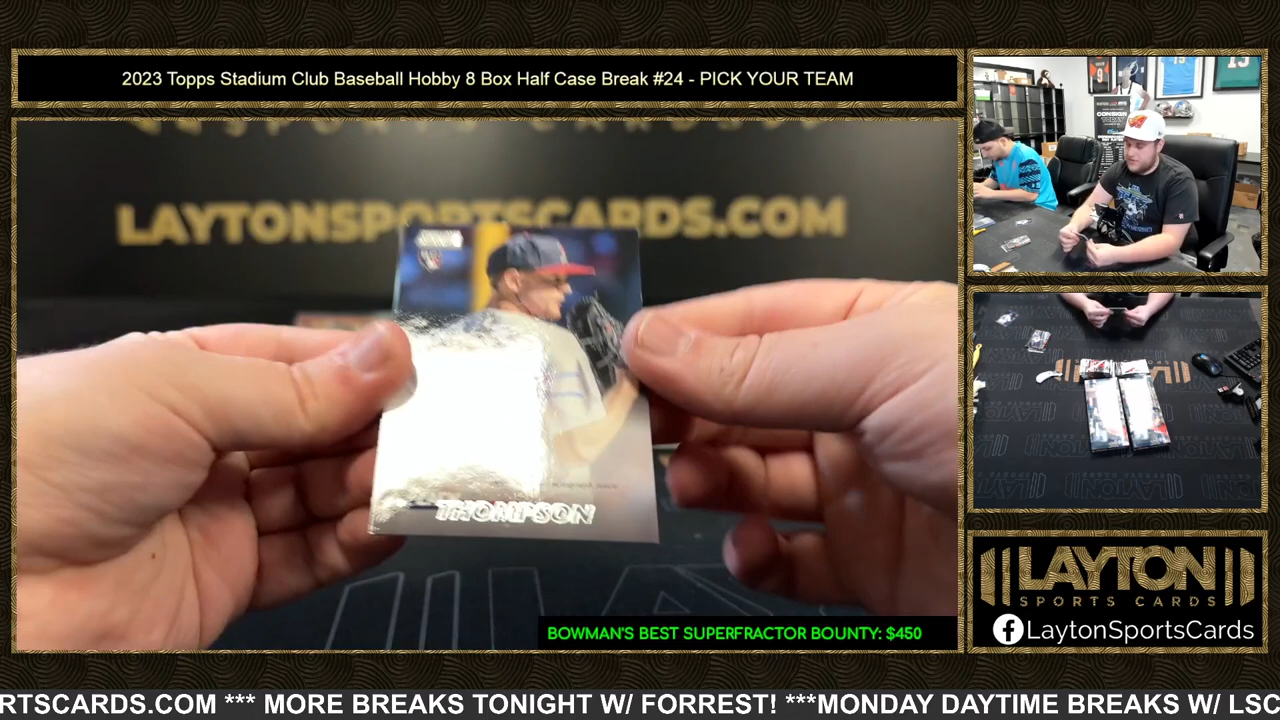 2023 Topps Stadium Club Baseball Hobby 8 Box Half Case Break #24 - PICK YOUR TEAM
LAYTONSPORTSCARDS.COM
THOMPSON
BOWMAN'S BEST SUPERFRACTOR BOUNTY: $450
LAYTON
SPORTS CARDS
LaytonSportsCards
RTSCARDS.COM *** MORE BREAKS TONIGHT W/ FORREST! ***MONDAY DAYTIME BREAKS W/ LSC